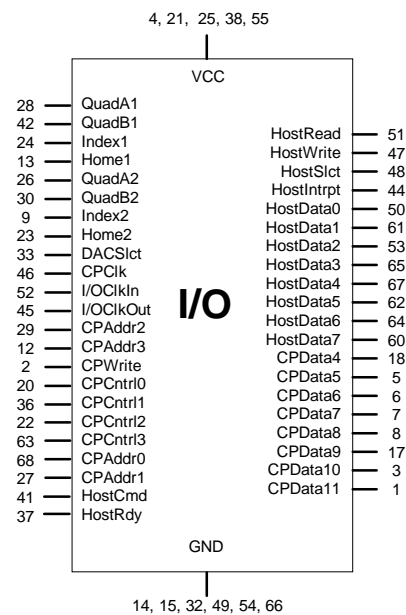 4, 21, 25, 38, 55
VCC
28 QuadA1
42 QuadB1
24 Index1
13 Home1
26 QuadA2
30 QuadB2
9 Index2
23 Home2
33 DACSlct
46 CPClk
52 I/OClkIn
45 I/OClkOut
29 CPAddr2
12 CPAddr3
2 CPWrite
20 CPCntrl0
36 CPCntrl1
22 CPCntrl2
63 CPCntrl3
68 CPAddr0
27 CPAddr1
41 HostCmd
37 HostRdy
I/O
HostRead 51
HostWrite 47
HostSlct 48
HostIntrpt 44
HostData0 50
HostData1 61
HostData2 53
HostData3 65
HostData4 67
HostData5 62
HostData6 64
HostData7 60
CPData4 18
CPData5 5
CPData6 6
CPData7 7
CPData8 8
CPData9 17
CPData10 3
CPData11 1
GND
14, 15, 32, 49, 54, 66